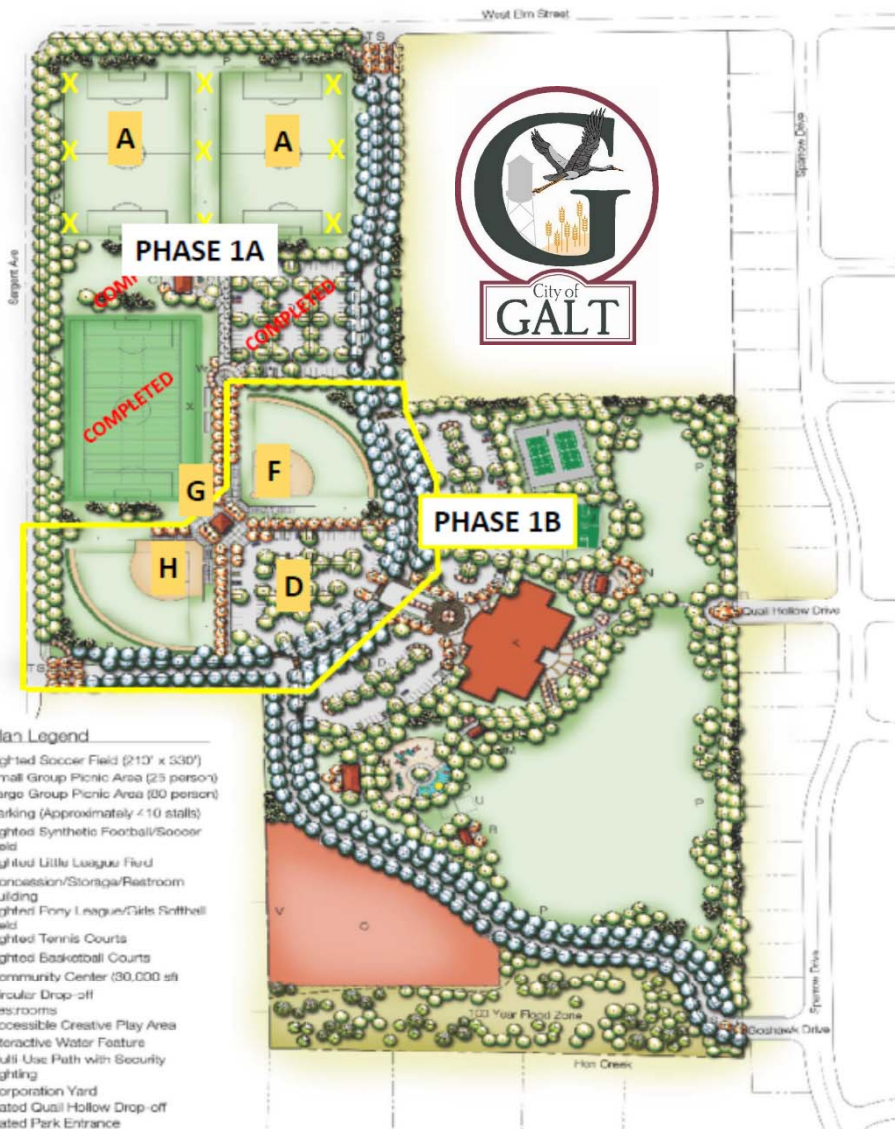 West Elm Street
TS
P
X X X
A A
X X X
X X X
Sargent Ave
Sparrow Drive
G
City of
GALT
PHASE 1A
COMPLETED
COMPLETED
W
X
F
G
PHASE 1B
P
H
D
L
N
Quail Hollow Drive
TS
D
M
U
R
P
V
P
Sparrow Drive
100 Year Flood Zone
Goshawk Drive
Hen Creek
lan Legend
ghted Soccer Field (210' x 330')
mall Group Picnic Area (25 person)
arge Group Picnic Area (80 person)
arking (Approximately 410 stalls)
ghted Synthetic Football/Soccer
eld
ghted Little League Field
oncession/Storage/Restroom
uilding
ghted Pony League/Girls Softball
eld
ghted Tennis Courts
ghted Basketball Courts
ommunity Center (30,000 sf)
ircular Drop-off
estrooms
ccessible Creative Play Area
teractive Water Feature
ulti-Use Path with Security
ghting
orporation Yard
ated Quail Hollow Drop-off
ated Park Entrance